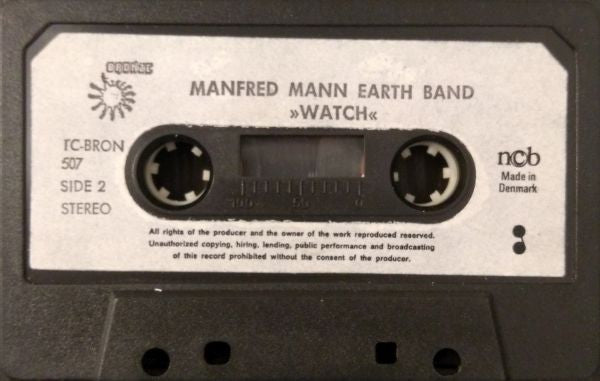 BRONZE
MANFRED MANN EARTH BAND
»WATCH«
TC-BRON
507
SIDE 2
STEREO
100 50 0
ncb
Made in
Denmark
All rights of the producer and the owner of the work reproduced reserved.
Unauthorized copying, hiring, lending, public performance and broadcasting
of this record prohibited without the consent of the producer.